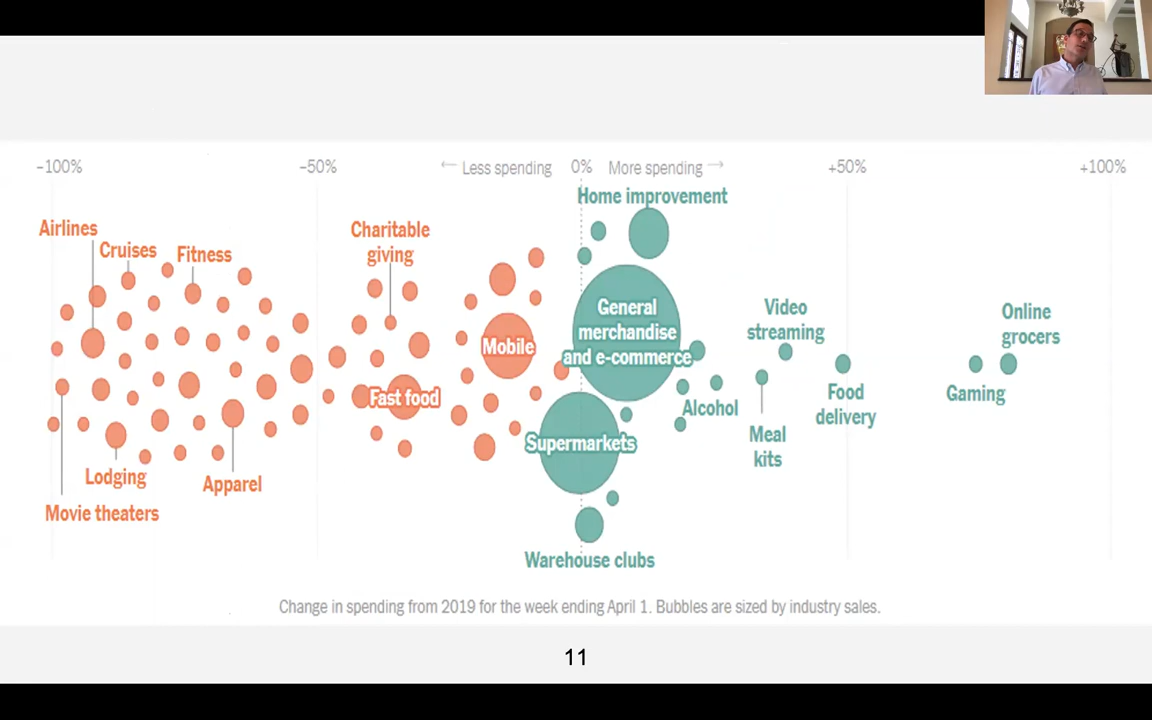 −100%
−50%
← Less spending
0%
More spending →
+50%
+100%
Home improvement
Airlines
Cruises
Fitness
Charitable
giving
General
merchandise
and e-commerce
Video
streaming
Online
grocers
Mobile
Fast food
Alcohol
Food
delivery
Gaming
Meal
kits
Supermarkets
Lodging
Apparel
Movie theaters
Warehouse clubs
Change in spending from 2019 for the week ending April 1. Bubbles are sized by industry sales.
11